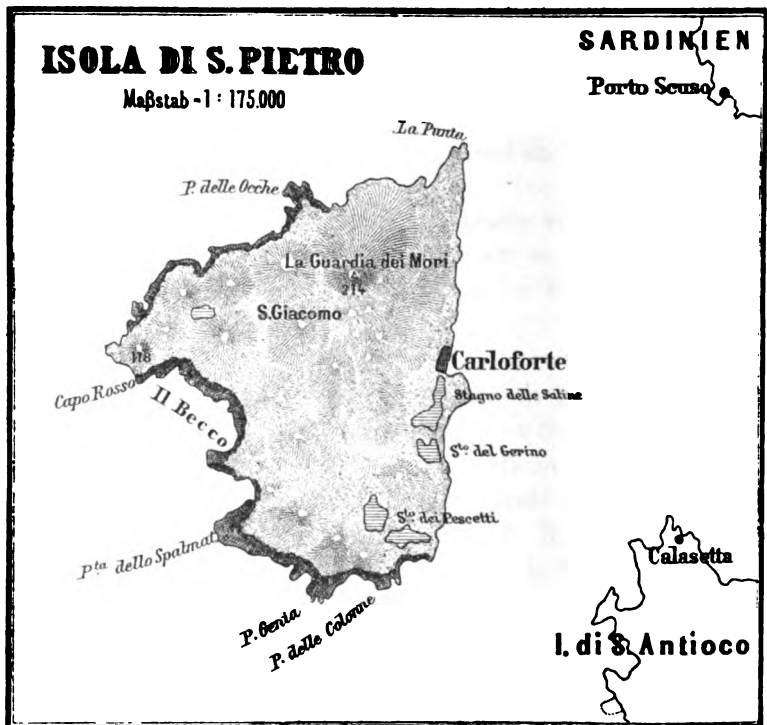 ISOLA DI S. PIETRO
Maßstab - 1 : 175.000
SARDINIEN
Porto Scuso
La Punta
P. delle Ocche
La Guardia dei Mori
214
S. Giacomo
118
Carloforte
Capo Rosso
Il Becco
Stagno delle Saline
Sto. del Gerino
Sto. dei Pescetti
Pta dello Spalmat
P. Genia
P. delle Colonne
Calasetta
I. di S. Antioco